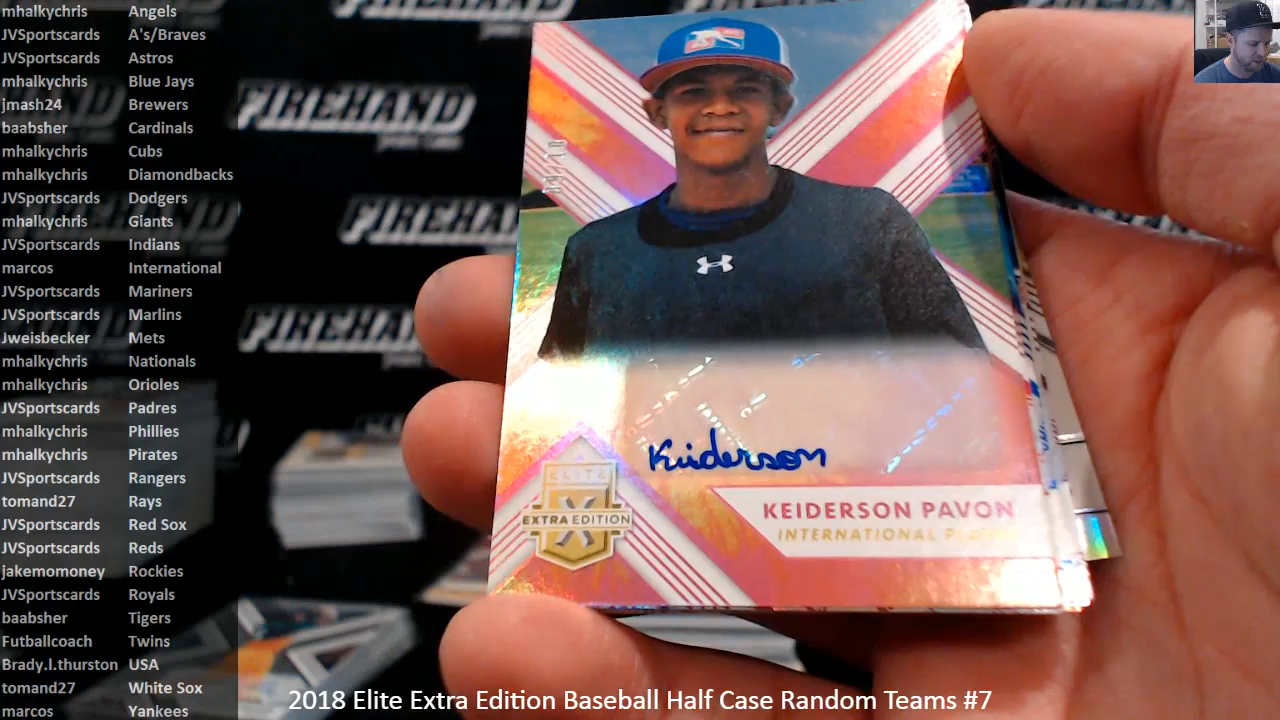 mhalkychris Angels
JVSportscards A's/Braves
JVSportscards Astros
mhalkychris Blue Jays
jmash24 Brewers
baabsher Cardinals
mhalkychris Cubs
mhalkychris Diamondbacks
JVSportscards Dodgers
mhalkychris Giants
JVSportscards Indians
marcos International
JVSportscards Mariners
JVSportscards Marlins
Jweisbecker Mets
mhalkychris Nationals
mhalkychris Orioles
JVSportscards Padres
mhalkychris Phillies
mhalkychris Pirates
JVSportscards Rangers
tomand27 Rays
JVSportscards Red Sox
JVSportscards Reds
jakemomoney Rockies
JVSportscards Royals
baabsher Tigers
Futballcoach Twins
Brady.l.thurston USA
tomand27 White Sox
marcos Yankees
FIREHAND
FIREHAND
FIREHAND
Keiderson
ELITE
EXTRA EDITION
X
KEIDERSON PAVON
INTERNATIONAL
2018 Elite Extra Edition Baseball Half Case Random Teams #7